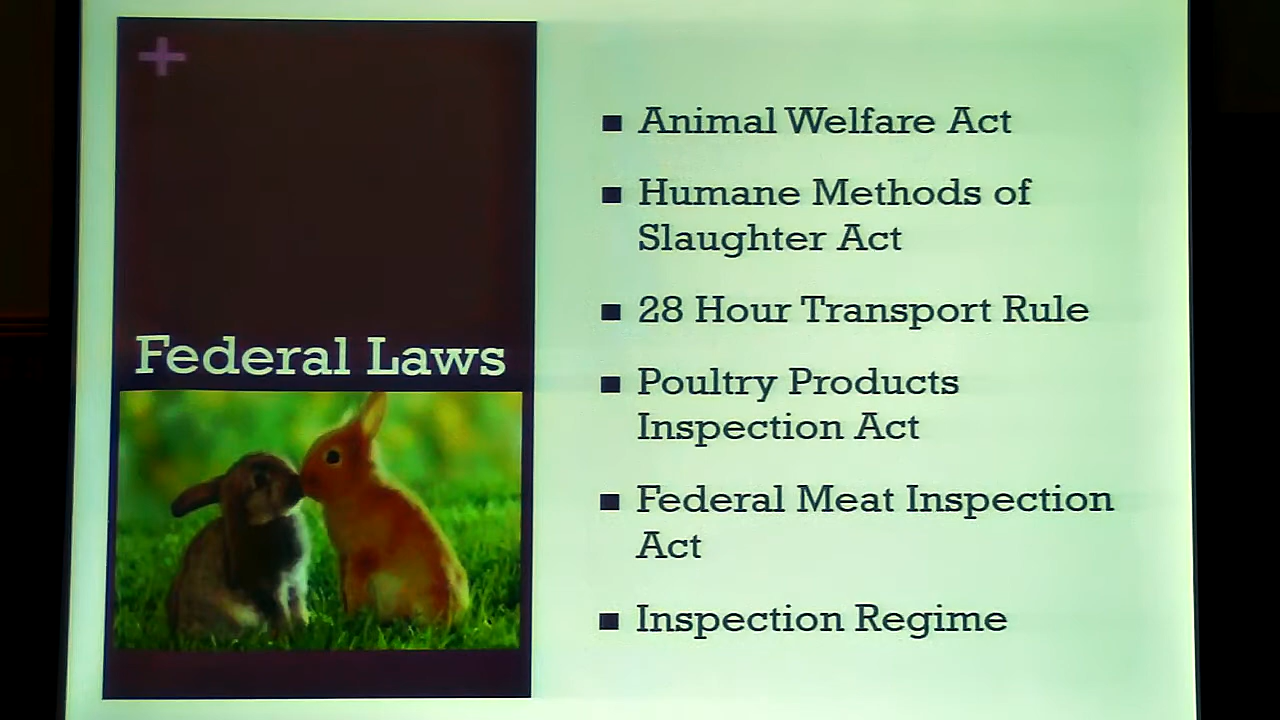 +
Federal Laws
■ Animal Welfare Act
■ Humane Methods of
Slaughter Act
■ 28 Hour Transport Rule
■ Poultry Products
Inspection Act
■ Federal Meat Inspection
Act
■ Inspection Regime